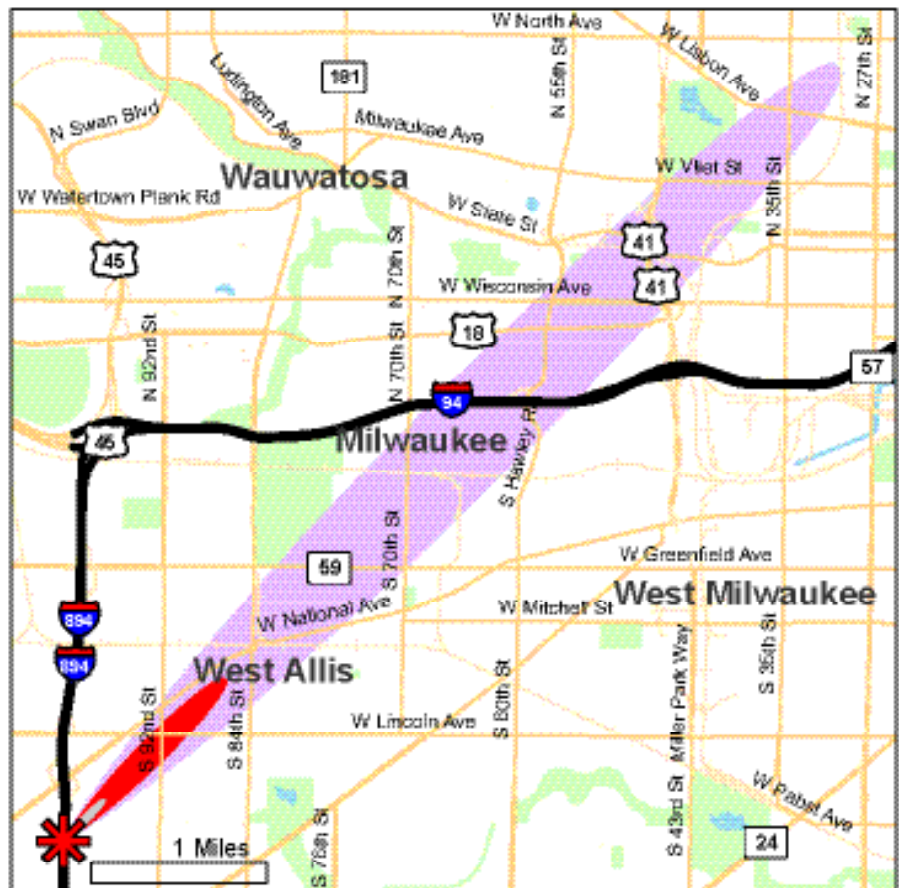 W North Ave
W Lisbon Ave
N 27th St
N 55th St
Ludington Ave
181
N Swan Blvd
Milwaukee Ave
W Vliet St
Wauwatosa
W Watertown Plank Rd
N 35th St
W State St
41
45
N 70th St
W Wisconsin Ave
41
18
N 92nd St
N 70th St
57
94
45
Milwaukee
S Hawley R
S 70th St
W Greenfield Ave
59
West Milwaukee
W National Ave
W Mitchell St
894
894
S 35th St
West Allis
Miller Park Way
S 60th St
S 92nd St
S 84th St
W Lincoln Ave
W Pabst Ave
S 43rd St
S 76th St
24
1 Miles